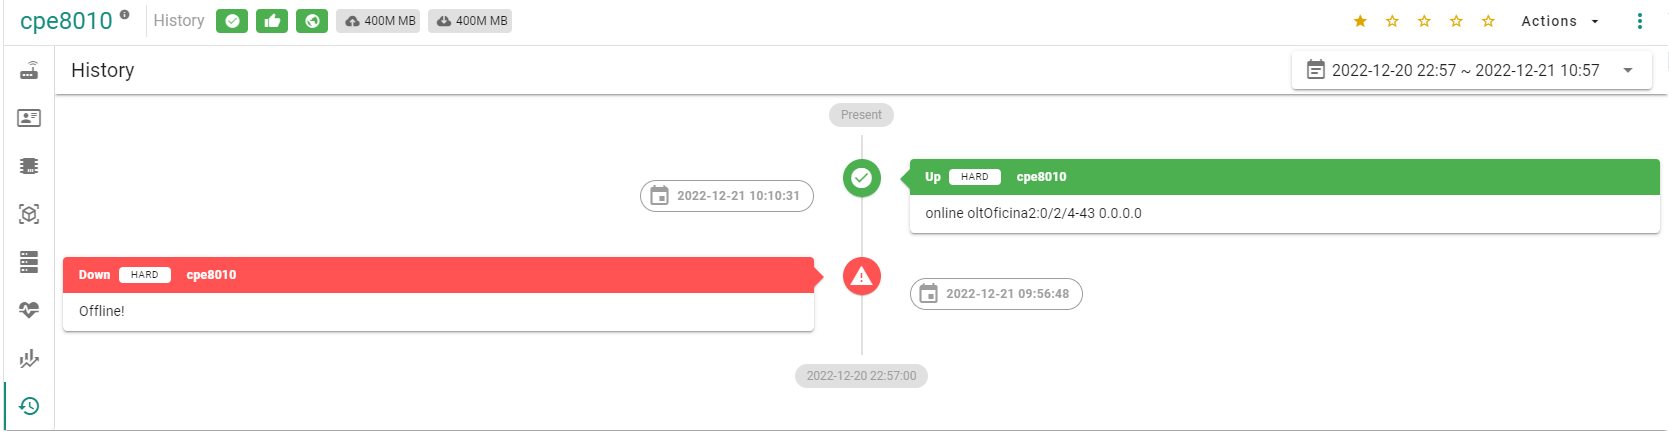 cpe8010 History 400M MB 400M MB Actions
History 2022-12-20 22:57 ~ 2022-12-21 10:57
Present
Up HARD cpe8010
2022-12-21 10:10:31
online oltOficina2:0/2/4-43 0.0.0.0
Down HARD cpe8010
2022-12-21 09:56:48
Offline!
2022-12-20 22:57:00